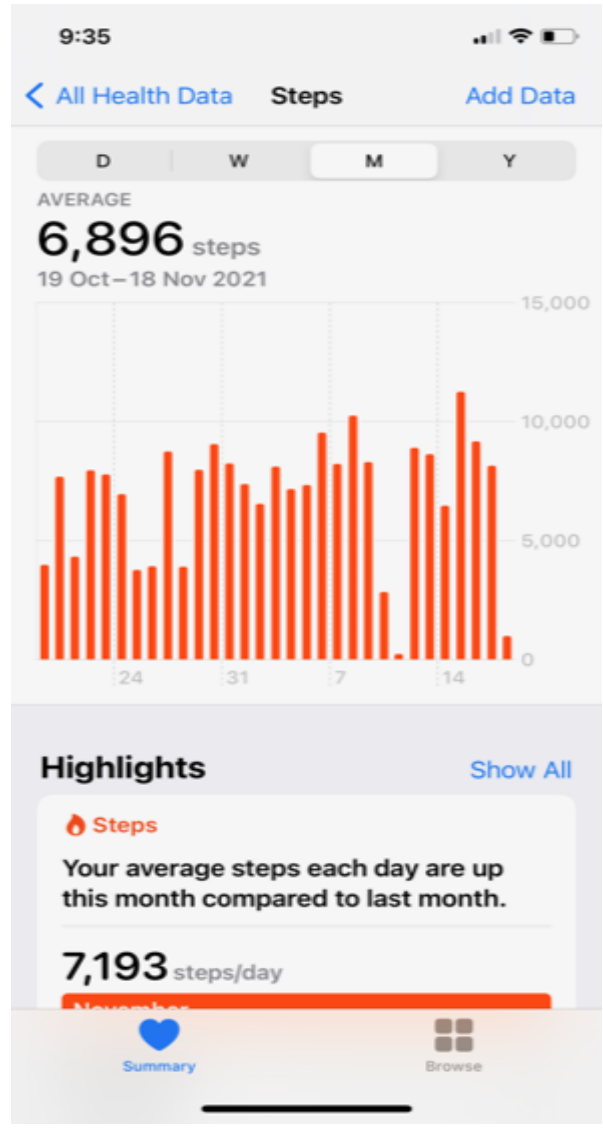 9:35
All Health Data Steps Add Data
D W M Y
AVERAGE
6,896 steps
19 Oct–18 Nov 2021
15,000
10,000
5,000
0
24 31 7 14
Highlights Show All
Steps
Your average steps each day are up
this month compared to last month.
7,193 steps/day
November
Summary Browse